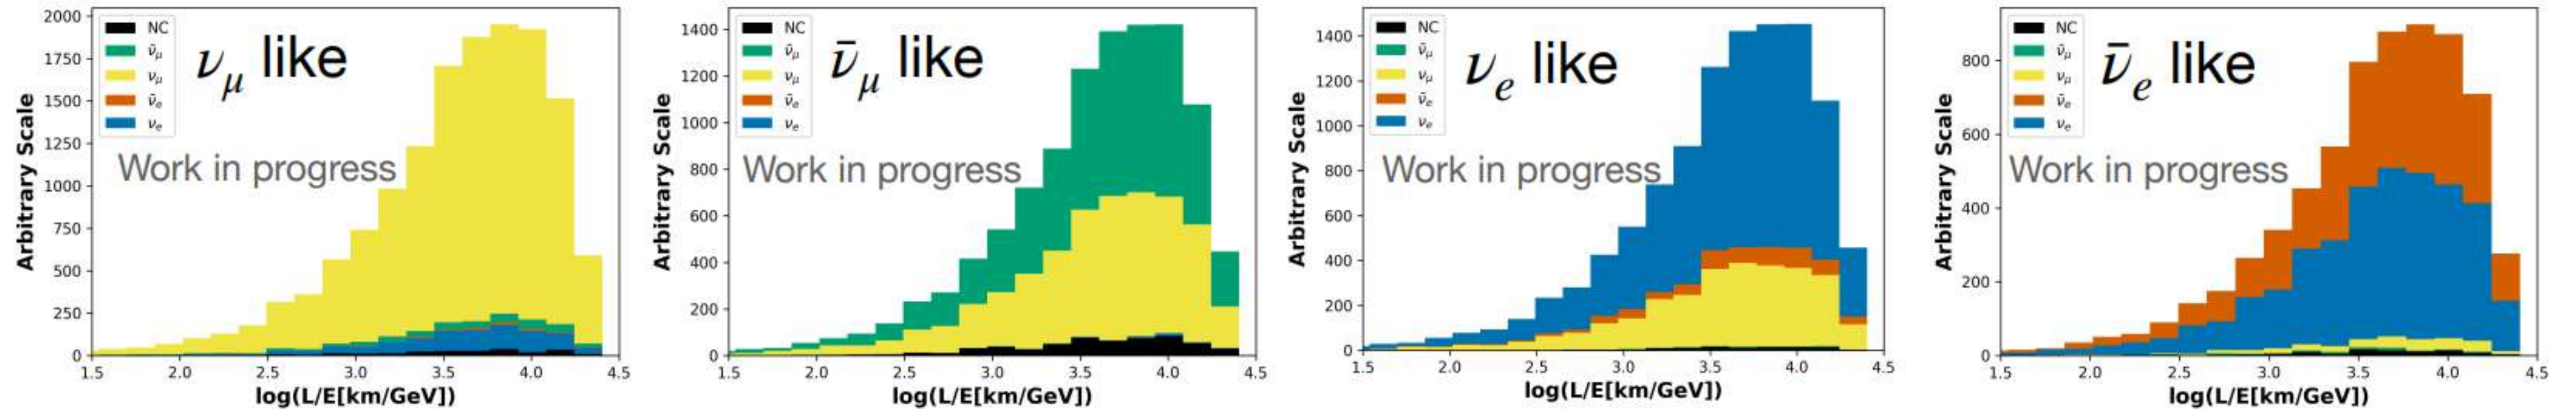 2000
1750
1500
1250
1000
750
500
250
0
Arbitrary Scale
NC
ν̄μ
νμ
ν̄e
νe
νμ like
Work in progress
1.5 2.0 2.5 3.0 3.5 4.0 4.5
log(L/E[km/GeV])
1400
1200
1000
800
600
400
200
0
Arbitrary Scale
NC
ν̄μ
νμ
ν̄e
νe
ν̄μ like
Work in progress
1.5 2.0 2.5 3.0 3.5 4.0 4.5
log(L/E[km/GeV])
1400
1200
1000
800
600
400
200
0
Arbitrary Scale
NC
ν̄μ
νμ
ν̄e
νe
νe like
Work in progress
1.5 2.0 2.5 3.0 3.5 4.0 4.5
log(L/E[km/GeV])
800
600
400
200
0
Arbitrary Scale
NC
ν̄μ
νμ
ν̄e
νe
ν̄e like
Work in progress
1.5 2.0 2.5 3.0 3.5 4.0 4.5
log(L/E[km/GeV])